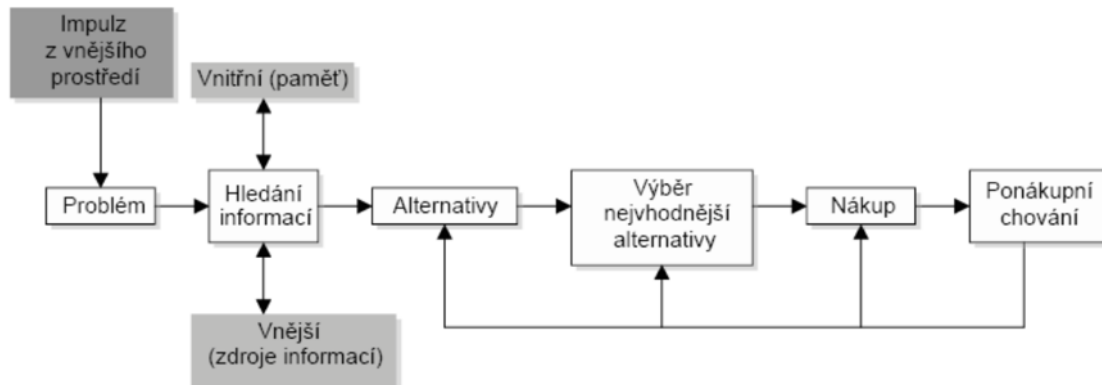 Impulz
z vnějšího
prostředí
Vnitřní (paměť)
Problém
Hledání
informací
Alternativy
Výběr
nejvhodnější
alternativy
Nákup
Ponákupní
chování
Vnější
(zdroje informací)